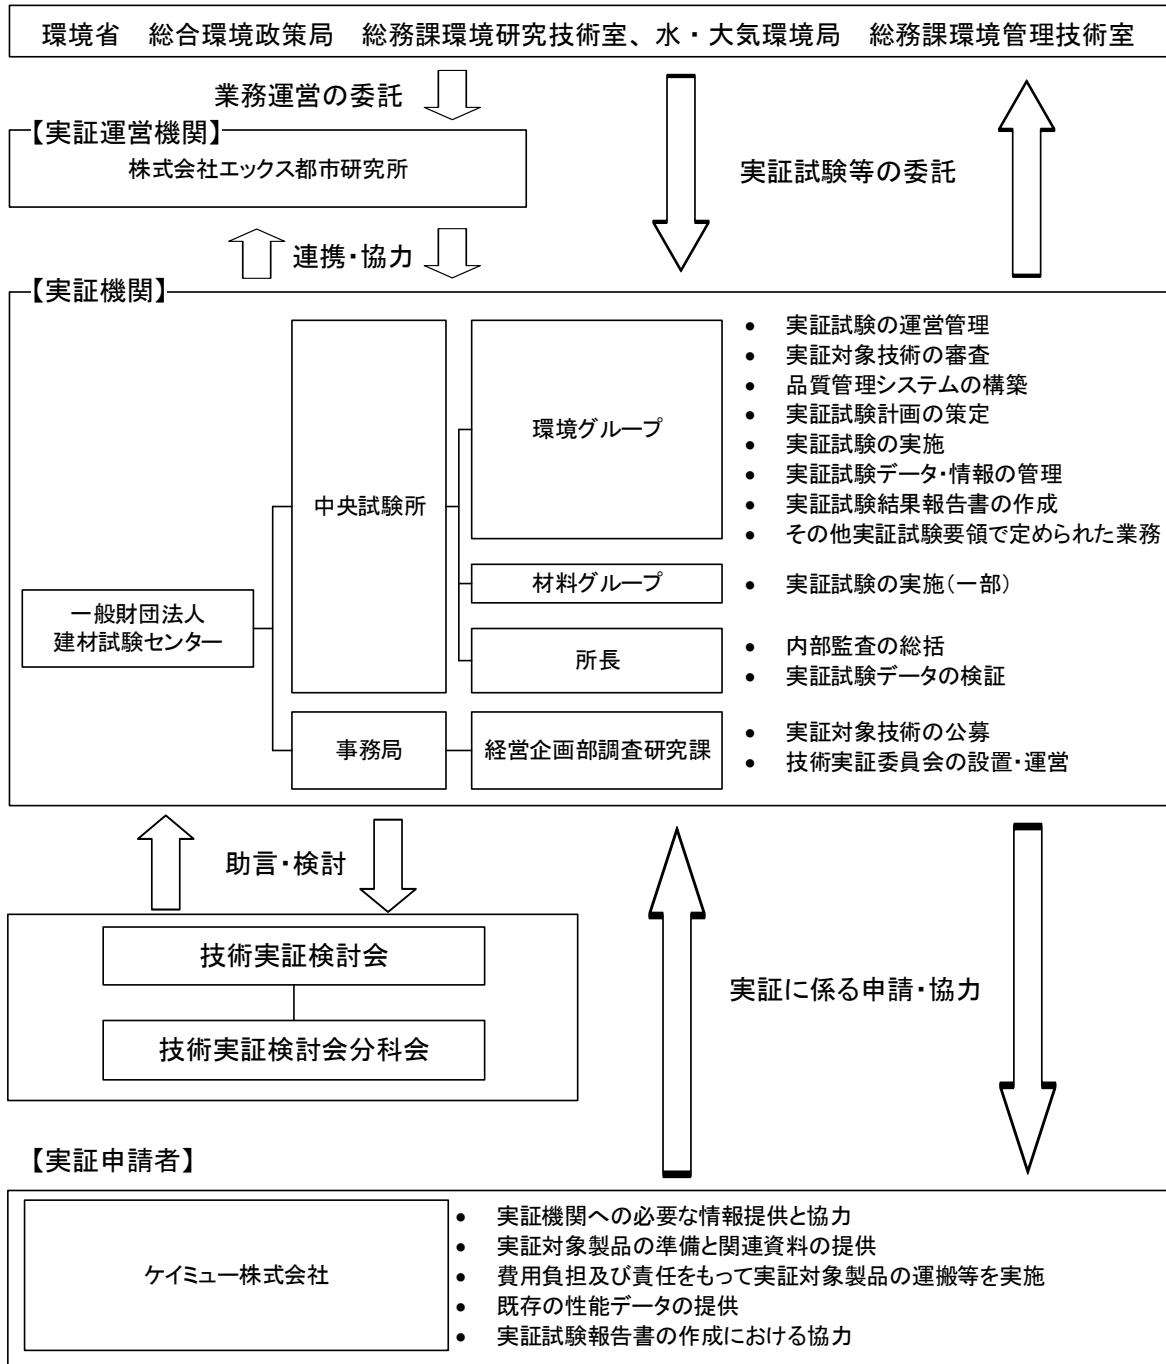 環境省　総合環境政策局　総務課環境研究技術室、水・大気環境局　総務課環境管理技術室
業務運営の委託
【実証運営機関】
株式会社エックス都市研究所
実証試験等の委託
連携・協力
【実証機関】
一般財団法人
建材試験センター
中央試験所
環境グループ
• 実証試験の運営管理
• 実証対象技術の審査
• 品質管理システムの構築
• 実証試験計画の策定
• 実証試験の実施
• 実証試験データ・情報の管理
• 実証試験結果報告書の作成
• その他実証試験要領で定められた業務
材料グループ
• 実証試験の実施(一部)
所長
• 内部監査の総括
• 実証試験データの検証
事務局
経営企画部調査研究課
• 実証対象技術の公募
• 技術実証委員会の設置・運営
助言・検討
技術実証検討会
技術実証検討会分科会
実証に係る申請・協力
【実証申請者】
ケイミュー株式会社
• 実証機関への必要な情報提供と協力
• 実証対象製品の準備と関連資料の提供
• 費用負担及び責任をもって実証対象製品の運搬等を実施
• 既存の性能データの提供
• 実証試験報告書の作成における協力